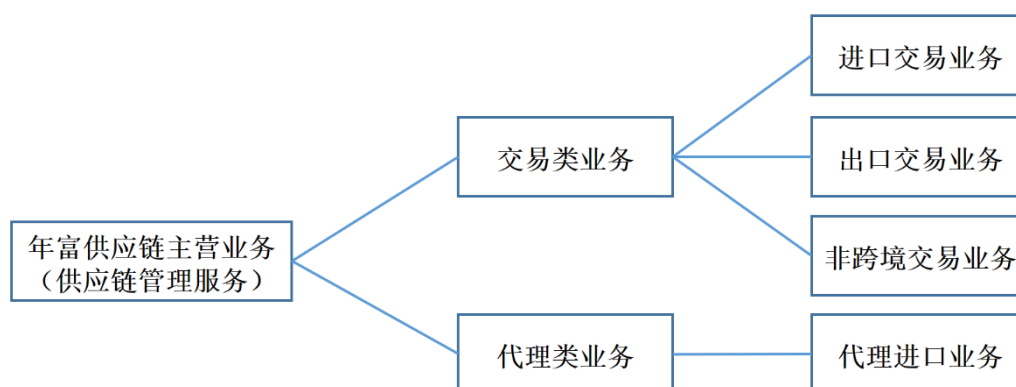 年富供应链主营业务
（供应链管理服务）
交易类业务
进口交易业务
出口交易业务
非跨境交易业务
代理类业务
代理进口业务